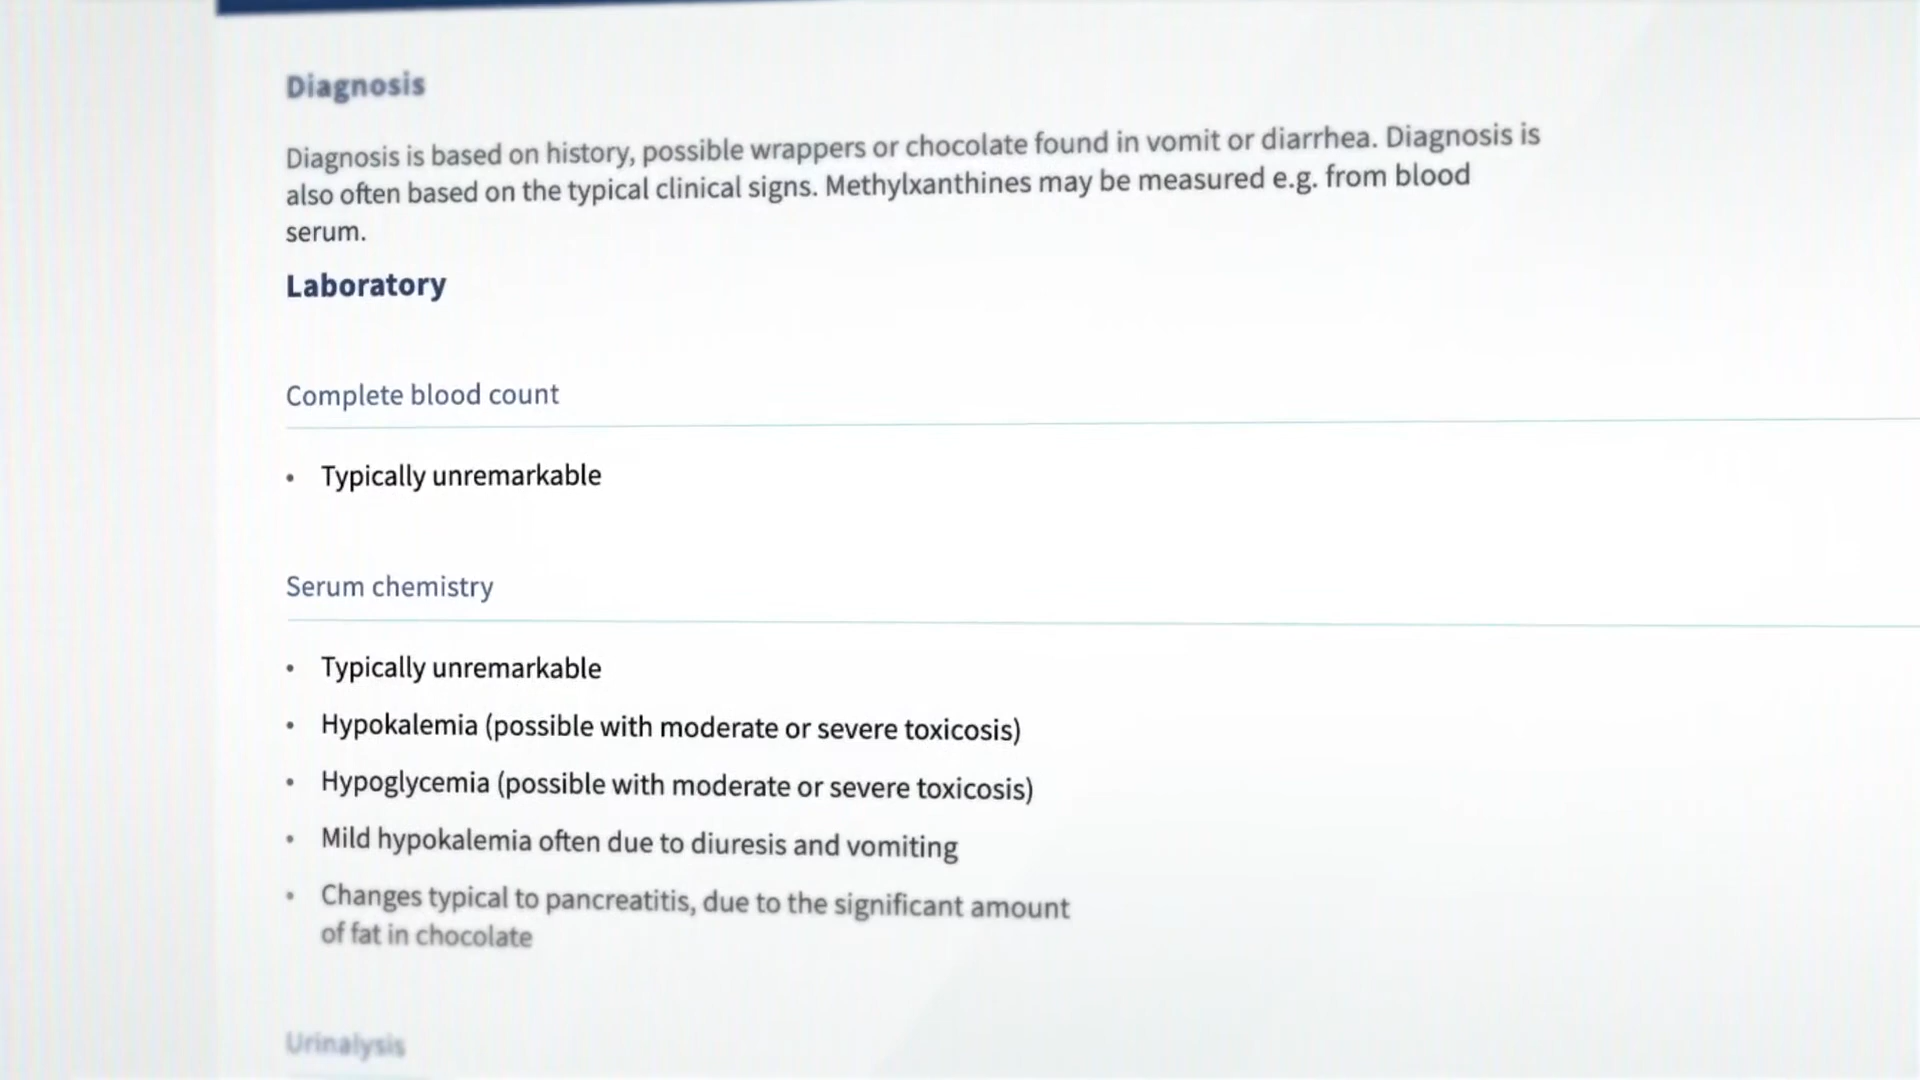 Diagnosis
Diagnosis is based on history, possible wrappers or chocolate found in vomit or diarrhea. Diagnosis is
also often based on the typical clinical signs. Methylxanthines may be measured e.g. from blood
serum.
Laboratory
Complete blood count
• Typically unremarkable
Serum chemistry
• Typically unremarkable
• Hypokalemia (possible with moderate or severe toxicosis)
• Hypoglycemia (possible with moderate or severe toxicosis)
• Mild hypokalemia often due to diuresis and vomiting
• Changes typical to pancreatitis, due to the significant amount
of fat in chocolate
Urinalysis